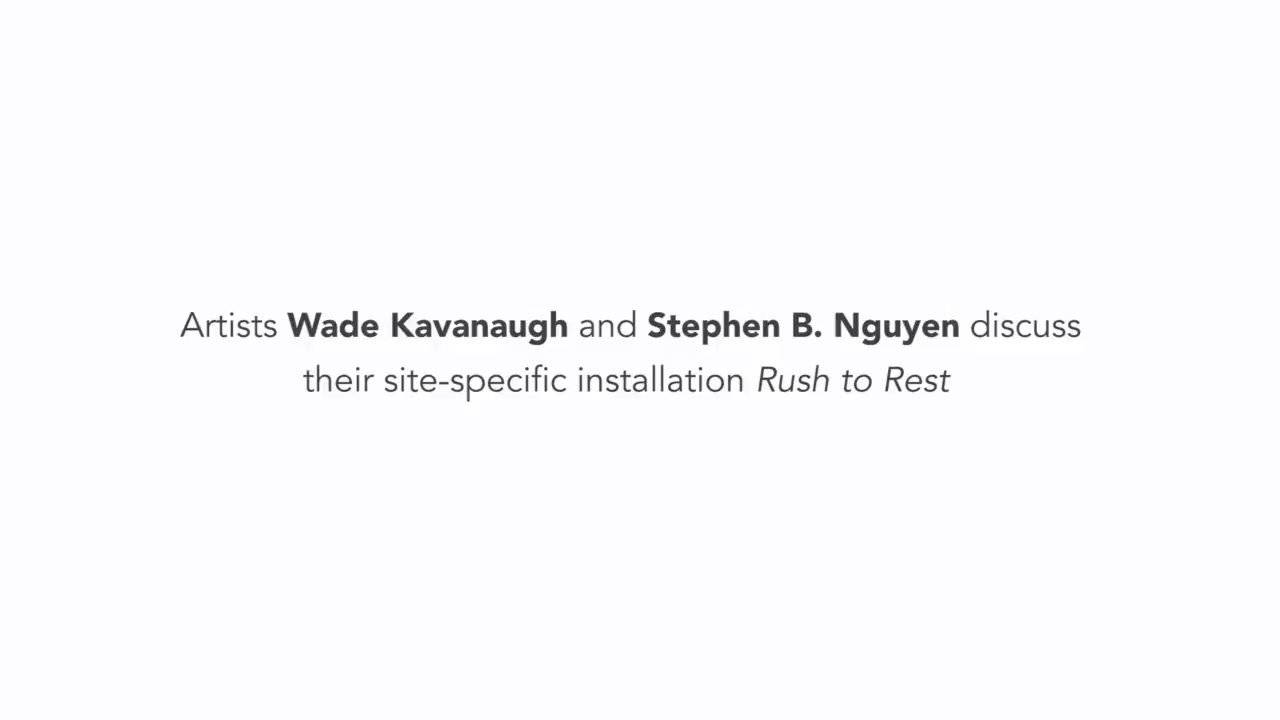 Artists Wade Kavanaugh and Stephen B. Nguyen discuss
their site-specific installation Rush to Rest